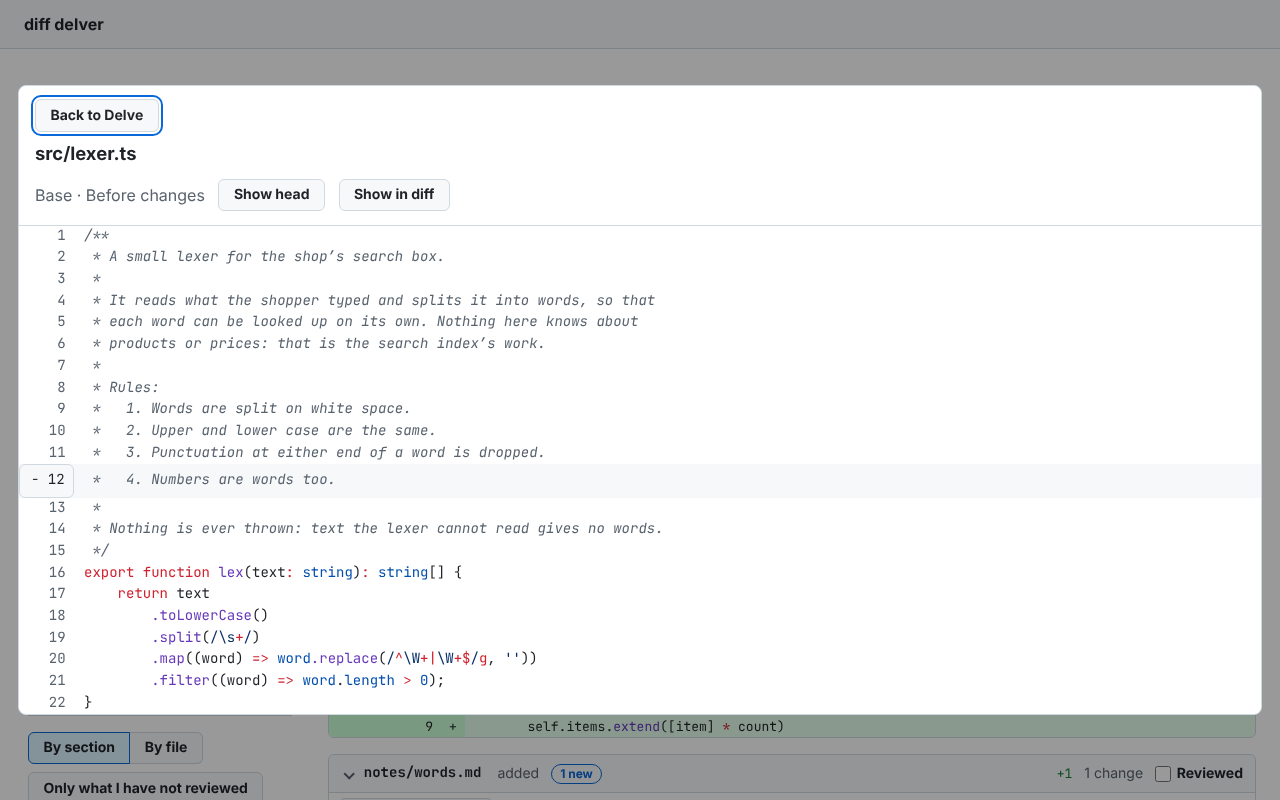 diff delver
Back to Delve
src/lexer.ts
Base · Before changes Show head Show in diff
1 /**
2  * A small lexer for the shop’s search box.
3  *
4  * It reads what the shopper typed and splits it into words, so that
5  * each word can be looked up on its own. Nothing here knows about
6  * products or prices: that is the search index’s work.
7  *
8  * Rules:
9  *   1. Words are split on white space.
10  *   2. Upper and lower case are the same.
11  *   3. Punctuation at either end of a word is dropped.
- 12  *   4. Numbers are words too.
13  *
14  * Nothing is ever thrown: text the lexer cannot read gives no words.
15  */
16 export function lex(text: string): string[] {
17     return text
18         .toLowerCase()
19         .split(/\s+/)
20         .map((word) => word.replace(/^\W+|\W+$/g, ''))
21         .filter((word) => word.length > 0);
22 }
9 + self.items.extend([item] * count)
By section By file
notes/words.md added 1 new +1 1 change Reviewed
Only what I have not reviewed